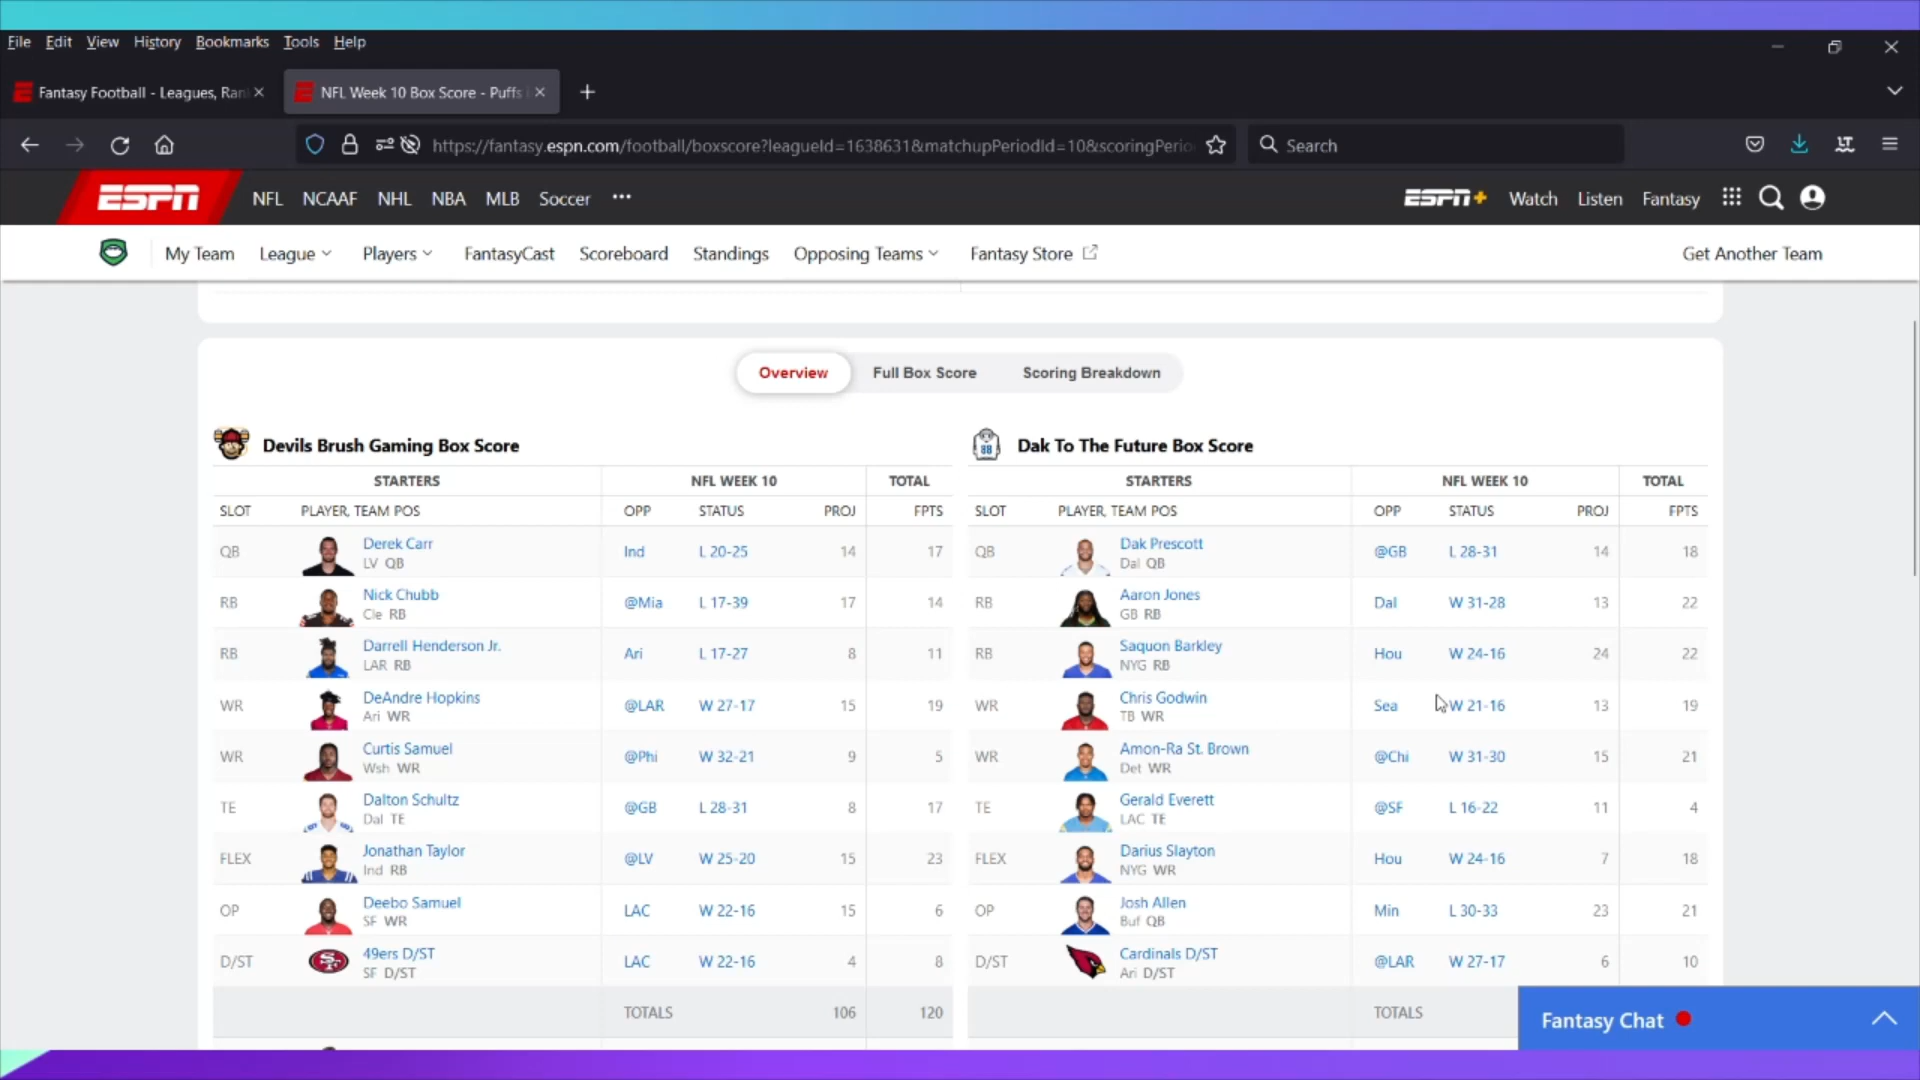 File Edit View History Bookmarks Tools Help
Fantasy Football - Leagues, Ran
NFL Week 10 Box Score - Puffs
https://fantasy.espn.com/football/boxscore?leagueId=1638631&matchupPeriodId=10&scoringPerio
Search
ESPN NFL NCAAF NHL NBA MLB Soccer ••• ESPN+ Watch Listen Fantasy
My Team League Players FantasyCast Scoreboard Standings Opposing Teams Fantasy Store Get Another Team
Overview Full Box Score Scoring Breakdown
Devils Brush Gaming Box Score
STARTERS NFL WEEK 10 TOTAL
SLOT PLAYER, TEAM POS OPP STATUS PROJ FPTS
QB Derek Carr LV QB Ind L 20-25 14 17
RB Nick Chubb Cle RB @Mia L 17-39 17 14
RB Darrell Henderson Jr. LAR RB Ari L 17-27 8 11
WR DeAndre Hopkins Ari WR @LAR W 27-17 15 19
WR Curtis Samuel Wsh WR @Phi W 32-21 9 5
TE Dalton Schultz Dal TE @GB L 28-31 8 17
FLEX Jonathan Taylor Ind RB @LV W 25-20 15 23
OP Deebo Samuel SF WR LAC W 22-16 15 6
D/ST 49ers D/ST SF D/ST LAC W 22-16 4 8
TOTALS 106 120
88
Dak To The Future Box Score
STARTERS NFL WEEK 10 TOTAL
SLOT PLAYER, TEAM POS OPP STATUS PROJ FPTS
QB Dak Prescott Dal QB @GB L 28-31 14 18
RB Aaron Jones GB RB Dal W 31-28 13 22
RB Saquon Barkley NYG RB Hou W 24-16 24 22
WR Chris Godwin TB WR Sea W 21-16 13 19
WR Amon-Ra St. Brown Det WR @Chi W 31-30 15 21
TE Gerald Everett LAC TE @SF L 16-22 11 4
FLEX Darius Slayton NYG WR Hou W 24-16 7 18
OP Josh Allen Buf QB Min L 30-33 23 21
D/ST Cardinals D/ST Ari D/ST @LAR W 27-17 6 10
TOTALS
Fantasy Chat